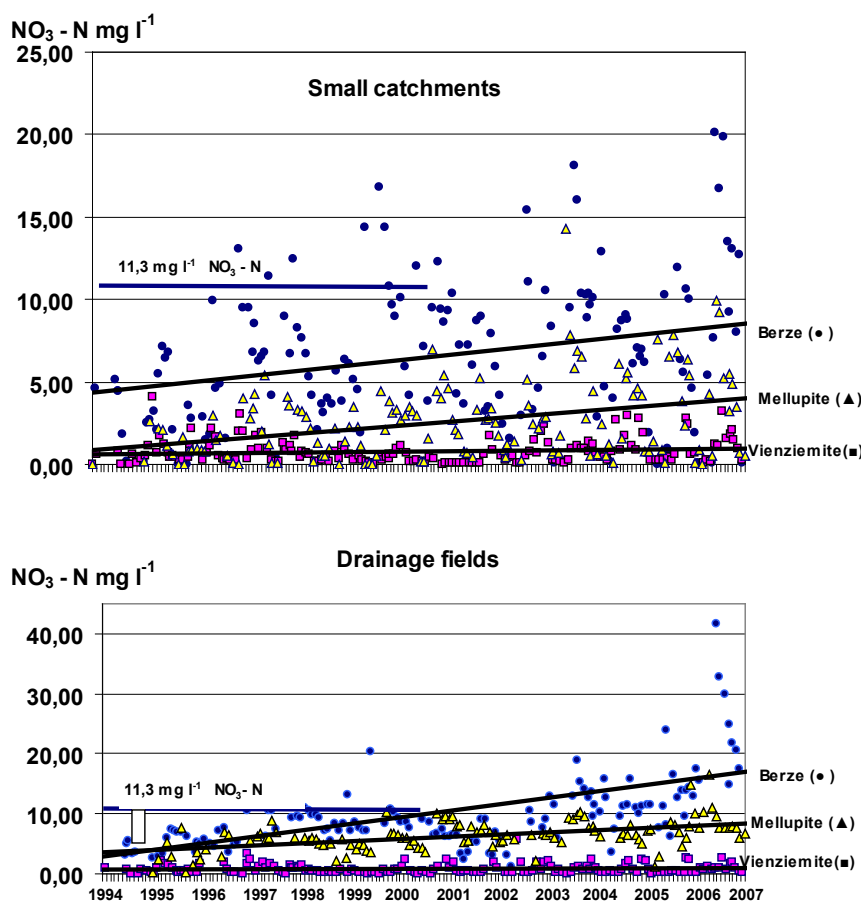 NO₃ - N mg l⁻¹
25,00
Small catchments
20,00
15,00
11,3 mg l⁻¹ NO₃ - N
10,00
Berze (●)
5,00
Mellupite (▲)
Vienziemite(■)
0,00
Drainage fields
NO₃ - N mg l⁻¹
40,00
30,00
20,00
Berze (●)
11,3 mg l⁻¹ NO₃- N
10,00
Mellupite (▲)
Vienziemite(■)
0,00
1994 1995 1996 1997 1998 1999 2000 2001 2002 2003 2004 2005 2006 2007